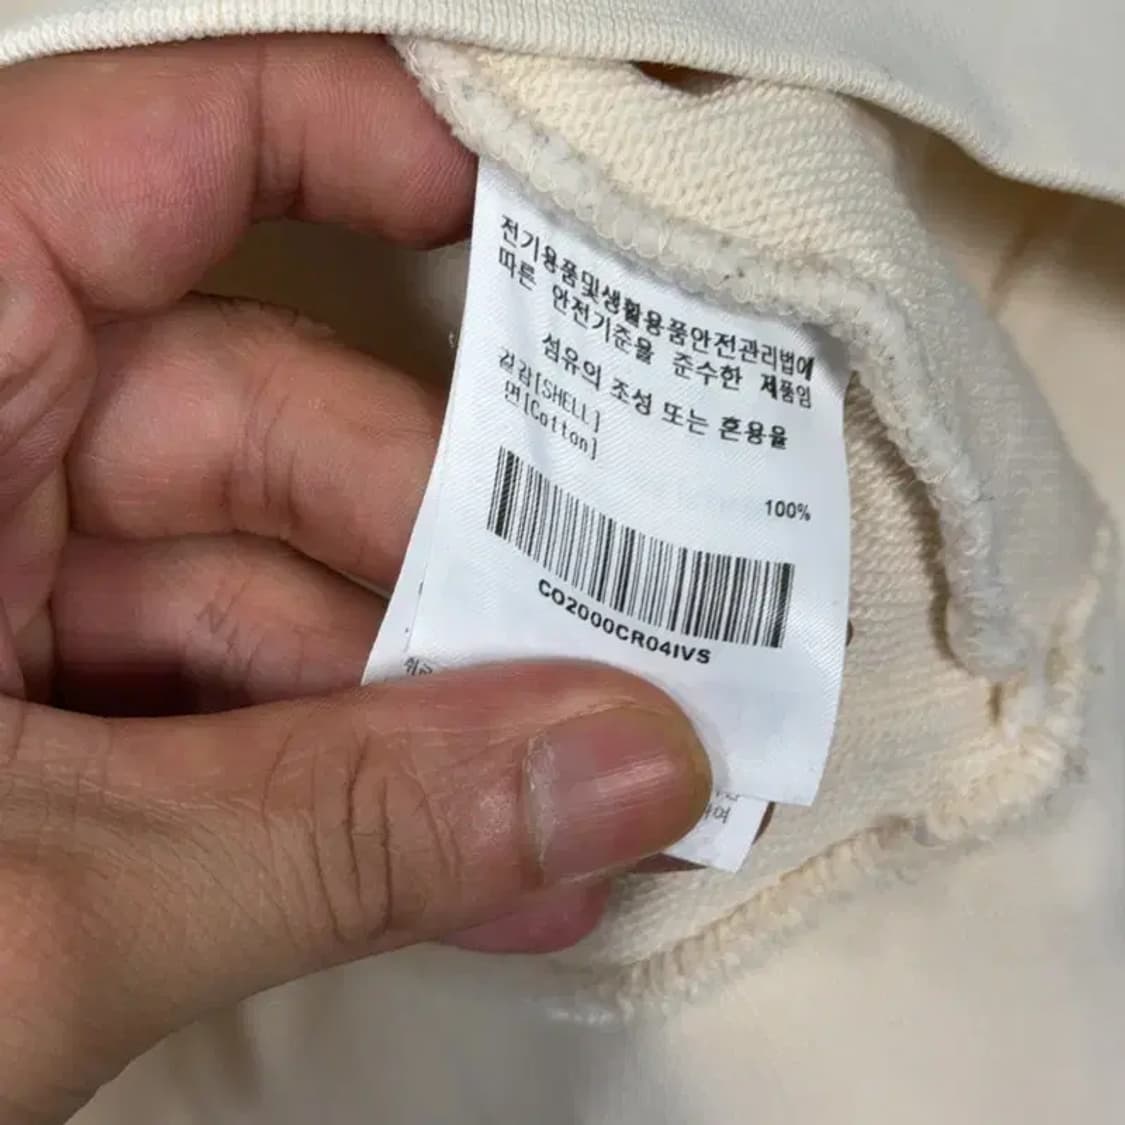 전기용품및생활용품안전관리법에
따른 안전기준을 준수한 제품임
섬유의 조성 또는 혼용율
겉감[SHELL]
면[Cotton]
100%
CO2000CR04IVS